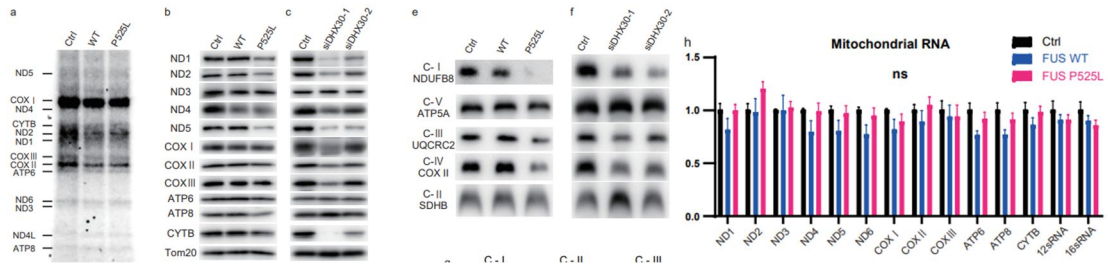 a
Ctrl
WT
P525L
ND5
COX I
ND4
CYTB
ND2
ND1
COX III
COX II
ATP6
ND6
ND3
ND4L
ATP8
b
Ctrl
WT
P525L
c
Ctrl
siDHX30-1
siDHX30-2
ND1
ND2
ND3
ND4
ND5
COX I
COX II
COX III
ATP6
ATP8
CYTB
Tom20
e
Ctrl
WT
P525L
f
Ctrl
siDHX30-1
siDHX30-2
C- I
NDUFB8
C-V
ATP5A
C-III
UQCRC2
C-IV
COX II
C- II
SDHB
C - I
C - II
C - III
h
Mitochondrial RNA
ns
Ctrl
FUS WT
FUS P525L
1.5
1.0
0.5
ND1
ND2
ND3
ND4
ND5
ND6
COX I
COX II
COX III
ATP6
ATP8
CYTB
12sRNA
16sRNA